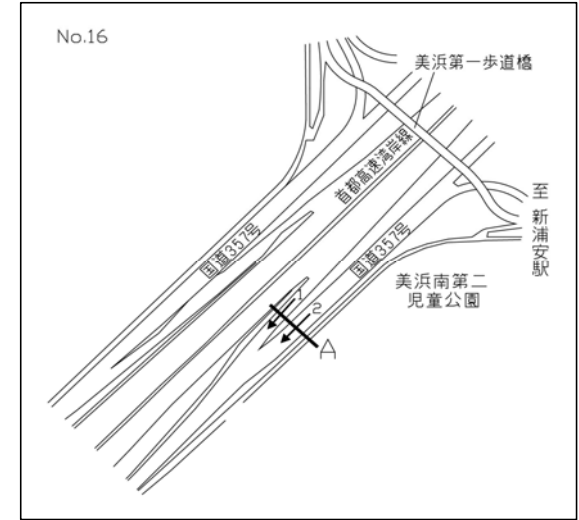 No.16
美浜第一歩道橋
首都高速湾岸線
国道357号
国道357号
至新浦安駅
美浜南第二
児童公園
1
2
A